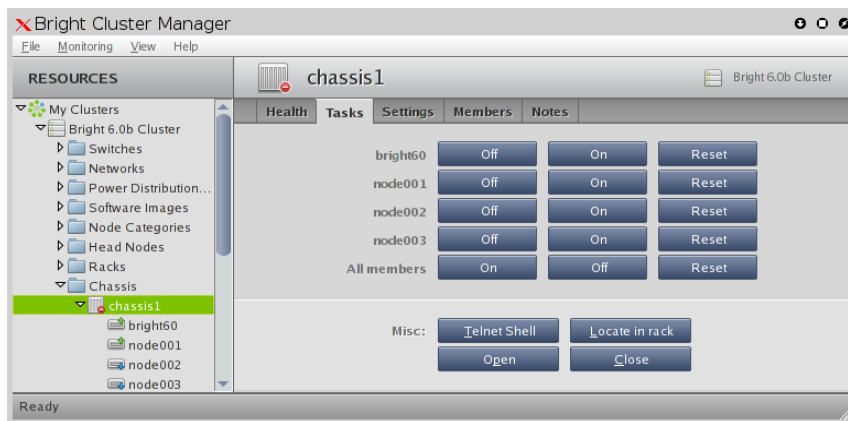 Bright Cluster Manager
File Monitoring View Help
RESOURCES
chassis1
Bright 6.0b Cluster
My Clusters
Bright 6.0b Cluster
Switches
Networks
Power Distribution...
Software Images
Node Categories
Head Nodes
Racks
Chassis
chassis1
bright60
node001
node002
node003
Health Tasks Settings Members Notes
bright60 Off On Reset
node001 Off On Reset
node002 Off On Reset
node003 Off On Reset
All members On Off Reset
Misc: Telnet Shell Locate in rack
Open Close
Ready